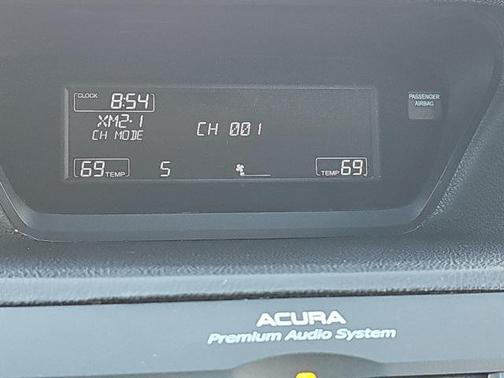 CLOCK 8:54
PASSENGER
AIRBAG
XM2·1
CH MODE
CH 001
69 TEMP S TEMP 69
ACURA
Premium Audio System